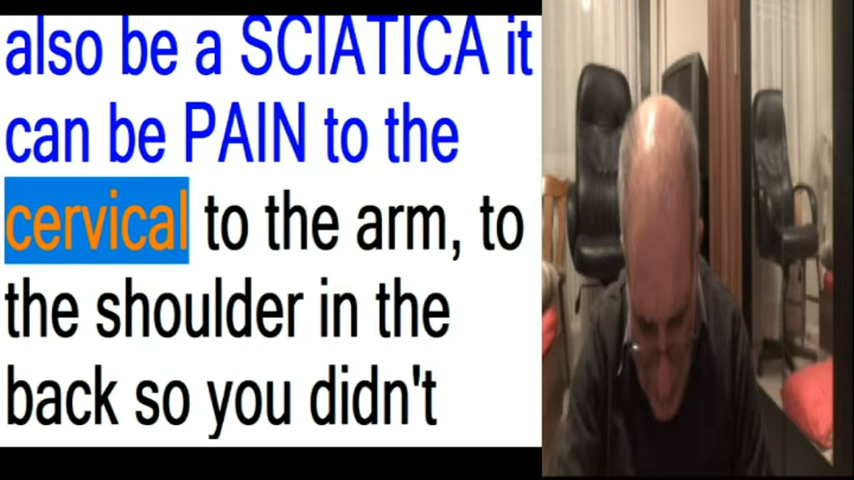 also be a SCIATICA it
can be PAIN to the
cervical to the arm, to
the shoulder in the
back so you didn't